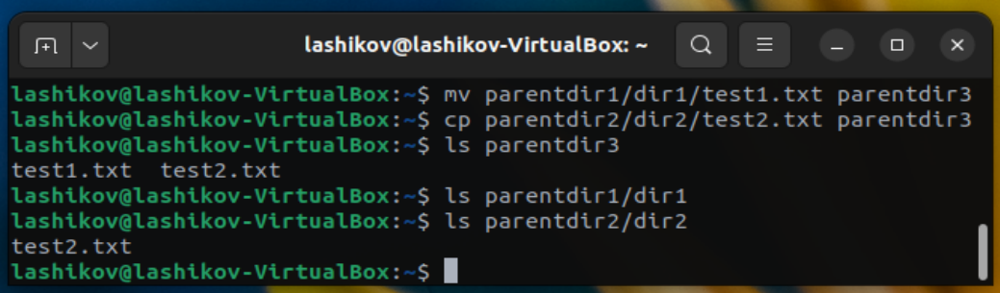 lashikov@lashikov-VirtualBox: ~
lashikov@lashikov-VirtualBox:~$ mv parentdir1/dir1/test1.txt parentdir3
lashikov@lashikov-VirtualBox:~$ cp parentdir2/dir2/test2.txt parentdir3
lashikov@lashikov-VirtualBox:~$ ls parentdir3
test1.txt  test2.txt
lashikov@lashikov-VirtualBox:~$ ls parentdir1/dir1
lashikov@lashikov-VirtualBox:~$ ls parentdir2/dir2
test2.txt
lashikov@lashikov-VirtualBox:~$